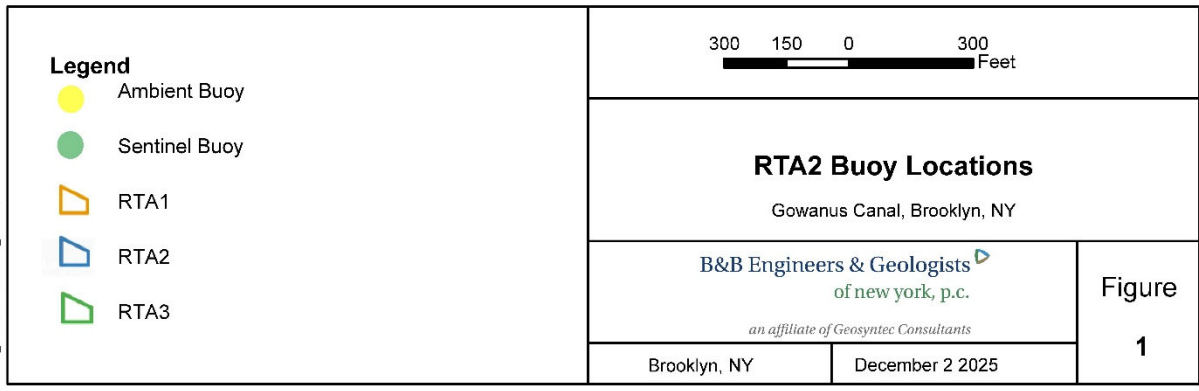 Legend
Ambient Buoy
Sentinel Buoy
RTA1
RTA2
RTA3
300 150 0 300
Feet
RTA2 Buoy Locations
Gowanus Canal, Brooklyn, NY
B&B Engineers & Geologists
of new york, p.c.
an affiliate of Geosyntec Consultants
Figure
1
Brooklyn, NY
December 2 2025